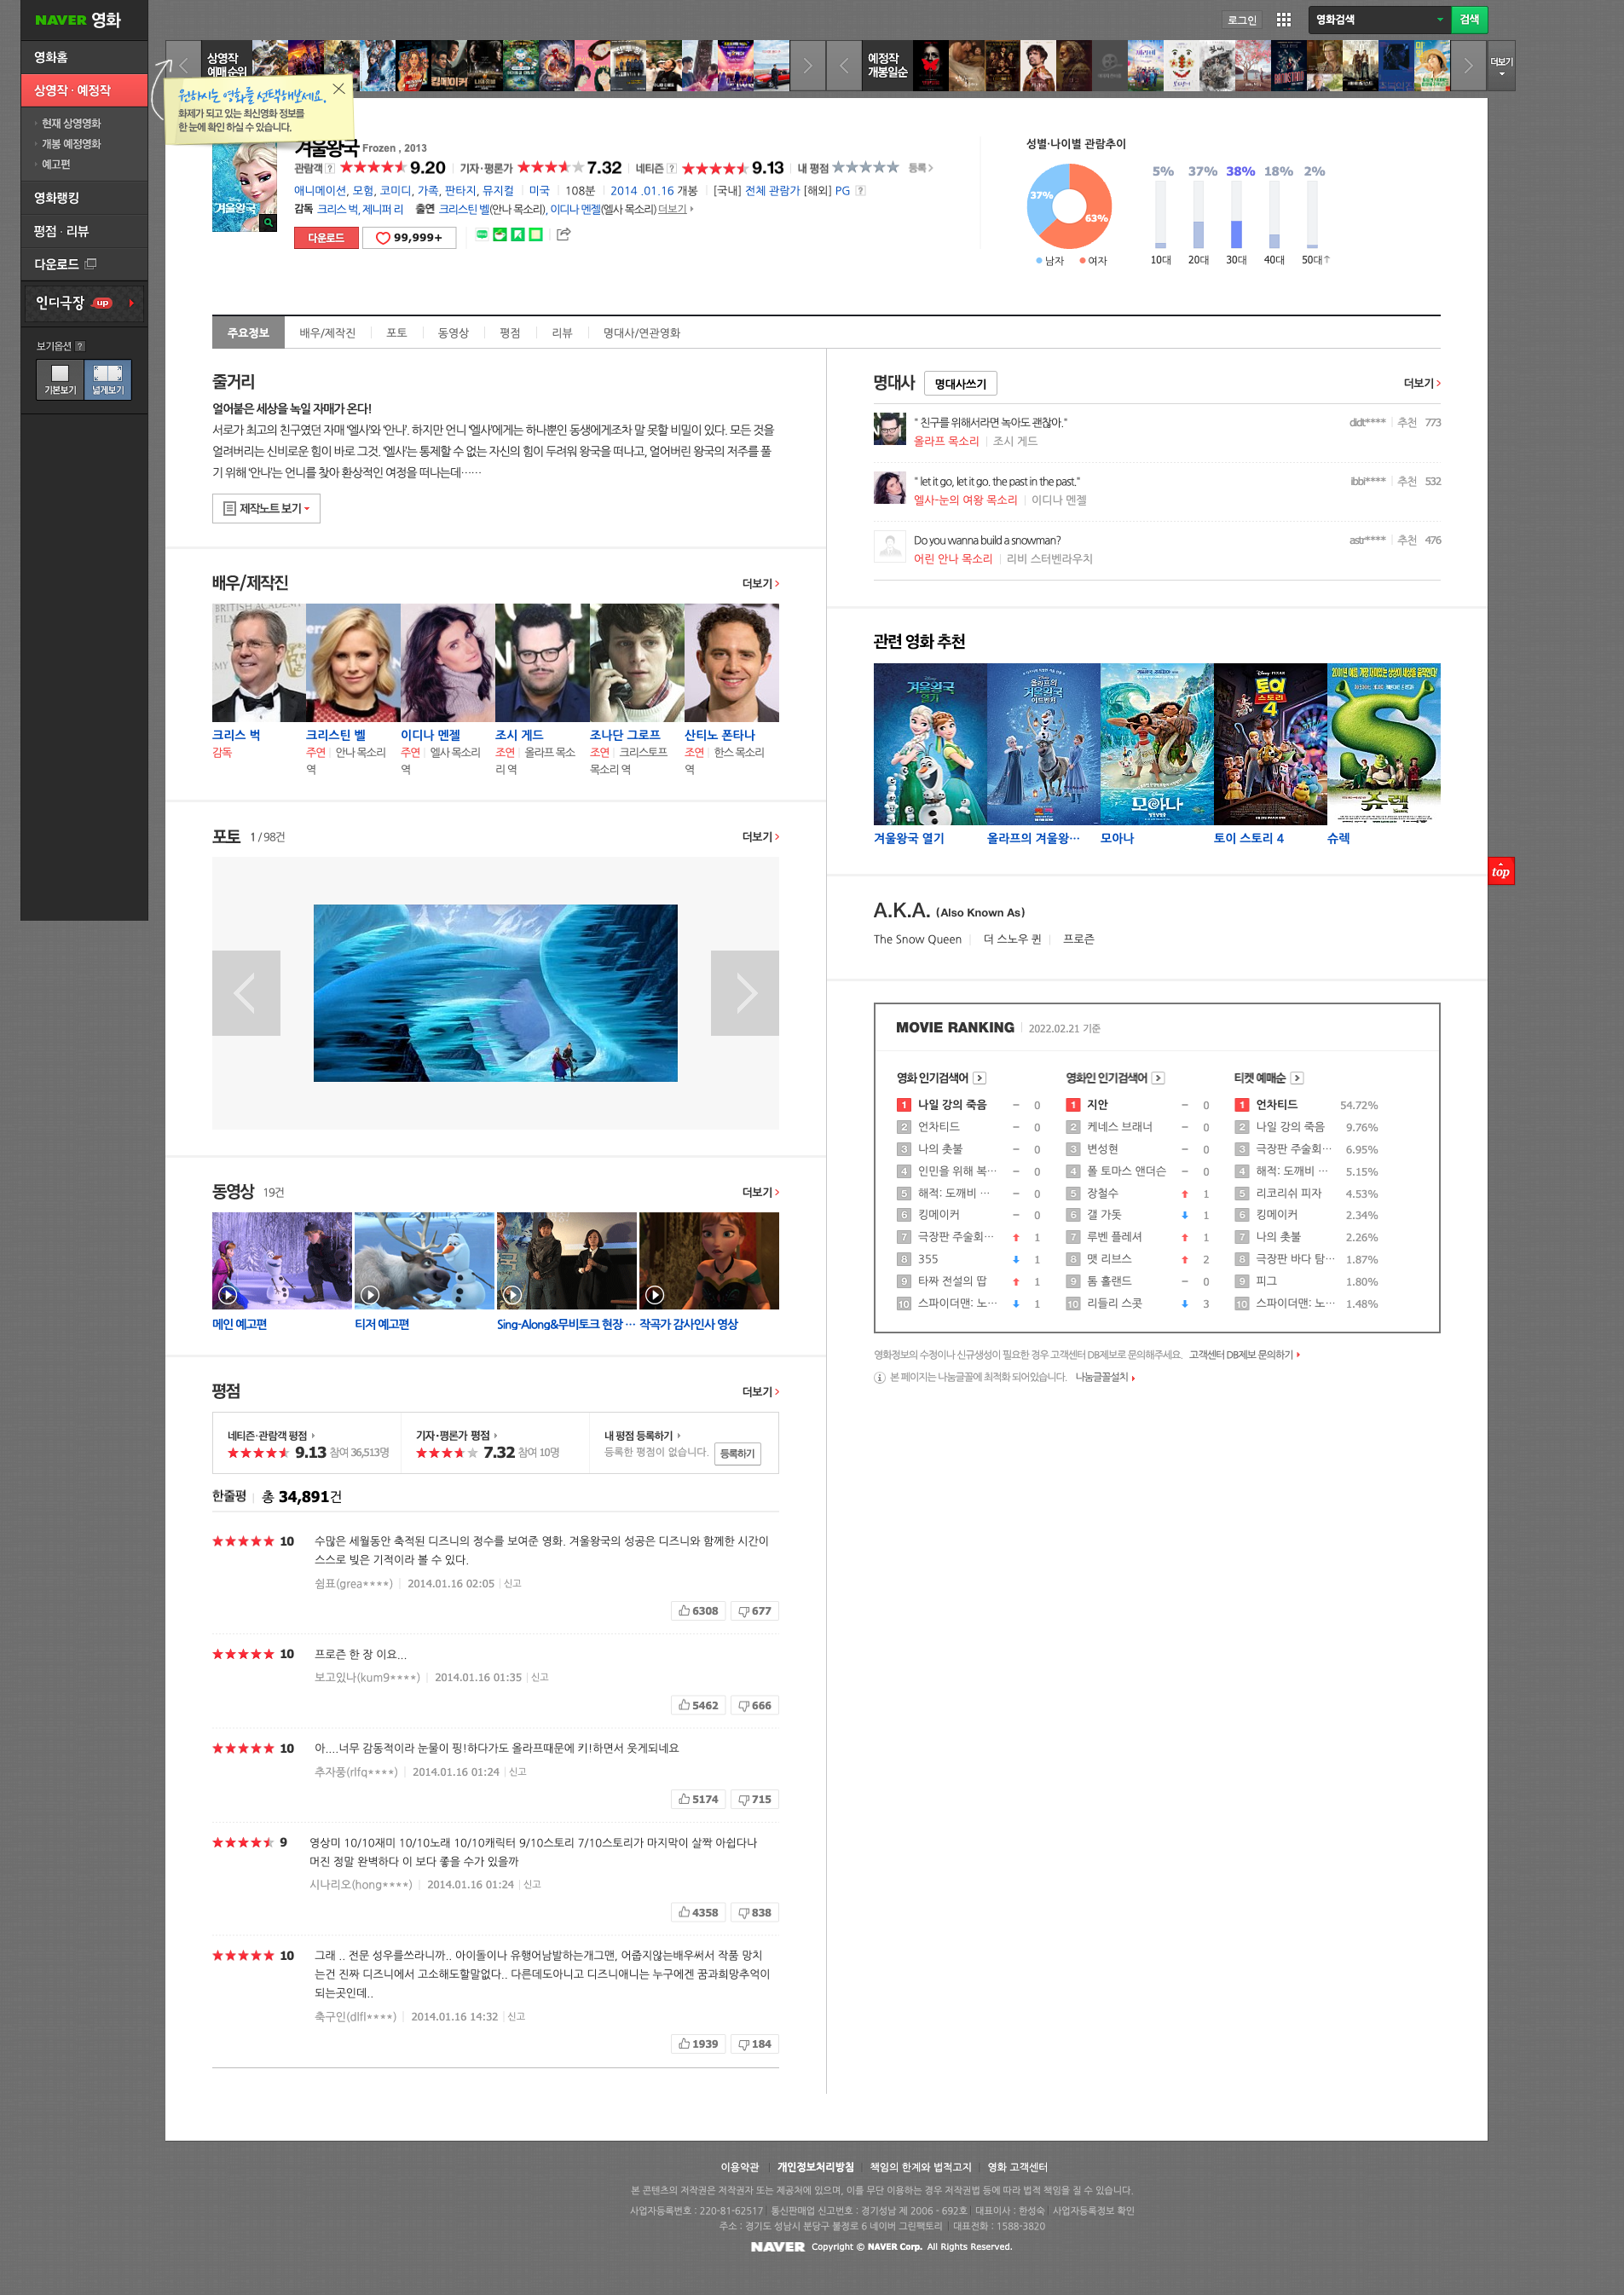 NAVER 영화
로그인
영화검색
검색
영화홈
상영작 · 예정작
현재 상영영화
개봉 예정영화
예고편
영화랭킹
평점 · 리뷰
다운로드
인디극장 up
보기옵션 ?
기본보기
넓게보기
상영작
예매순위
예정작
개봉일순
더보기
원하시는 영화를 선택해보세요.
화제가 되고 있는 최신영화 정보를
한 눈에 확인 하실 수 있습니다.
겨울왕국
겨울왕국 Frozen , 2013
관람객 ? 9.20 기자·평론가 7.32 네티즌 ? 9.13 내 평점 등록
애니메이션, 모험, 코미디, 가족, 판타지, 뮤지컬 미국 108분 2014 .01.16 개봉 [국내] 전체 관람가 [해외] PG ?
감독 크리스 벅, 제니퍼 리 출연 크리스틴 벨(안나 목소리), 이디나 멘젤(엘사 목소리) 더보기
다운로드 99,999+
성별·나이별 관람추이
37%
63%
남자 여자
5% 37% 38% 18% 2%
10대 20대 30대 40대 50대↑
주요정보 배우/제작진 포토 동영상 평점 리뷰 명대사/연관영화
줄거리
얼어붙은 세상을 녹일 자매가 온다!
서로가 최고의 친구였던 자매 '엘사'와 '안나'. 하지만 언니 '엘사'에게는 하나뿐인 동생에게조차 말 못할 비밀이 있다. 모든 것을
얼려버리는 신비로운 힘이 바로 그것. '엘사'는 통제할 수 없는 자신의 힘이 두려워 왕국을 떠나고, 얼어버린 왕국의 저주를 풀
기 위해 '안나'는 언니를 찾아 환상적인 여정을 떠나는데……
제작노트 보기
배우/제작진
더보기
크리스 벅
감독
크리스틴 벨
주연 안나 목소리
역
이디나 멘젤
주연 엘사 목소리
역
조시 게드
조연 올라프 목소
리 역
조나단 그로프
조연 크리스토프
목소리 역
산티노 폰타나
조연 한스 목소리
역
포토 1 / 98건
더보기
동영상 19건
더보기
메인 예고편
티저 예고편
Sing-Along&무비토크 현장 …
작곡가 감사인사 영상
평점
더보기
네티즌·관람객 평점
9.13 참여 36,513명
기자·평론가 평점
7.32 참여 10명
내 평점 등록하기
등록한 평점이 없습니다. 등록하기
한줄평 총 34,891건
10 수많은 세월동안 축적된 디즈니의 정수를 보여준 영화. 겨울왕국의 성공은 디즈니와 함께한 시간이
스스로 빚은 기적이라 볼 수 있다.
쉼표(grea****) 2014.01.16 02:05 신고
6308 677
10 프로즌 한 장 이요...
보고있나(kum9****) 2014.01.16 01:35 신고
5462 666
10 아....너무 감동적이라 눈물이 핑!하다가도 올라프때문에 키!하면서 웃게되네요
추자풍(rlfq****) 2014.01.16 01:24 신고
5174 715
9 영상미 10/10재미 10/10노래 10/10캐릭터 9/10스토리 7/10스토리가 마지막이 살짝 아쉽다나
머진 정말 완벽하다 이 보다 좋을 수가 있을까
시나리오(hong****) 2014.01.16 01:24 신고
4358 838
10 그래 .. 전문 성우를쓰라니까.. 아이돌이나 유행어남발하는개그맨, 어줍지않는배우써서 작품 망치
는건 진짜 디즈니에서 고소해도할말없다.. 다른데도아니고 디즈니애니는 누구에겐 꿈과희망추억이
되는곳인데..
축구인(dlfl****) 2014.01.16 14:32 신고
1939 184
명대사 명대사쓰기
더보기
" 친구를 위해서라면 녹아도 괜찮아."
didt**** 추천 773
올라프 목소리 조시 게드
" let it go, let it go. the past in the past."
ibbi**** 추천 532
엘사-눈의 여왕 목소리 이디나 멘젤
Do you wanna build a snowman?
astr**** 추천 476
어린 안나 목소리 리비 스터벤라우치
관련 영화 추천
겨울왕국 열기
올라프의 겨울왕…
모아나
토이 스토리 4
슈렉
top
A.K.A. (Also Known As)
The Snow Queen 더 스노우 퀸 프로즌
MOVIE RANKING 2022.02.21 기준
영화 인기검색어
1 나일 강의 죽음 0
2 언차티드 0
3 나의 촛불 0
4 인민을 위해 복… 0
5 해적: 도깨비 … 0
6 킹메이커 0
7 극장판 주술회… 1
8 355 1
9 타짜 전설의 땁 1
10 스파이더맨: 노… 1
영화인 인기검색어
1 지안 0
2 케네스 브래너 0
3 변성현 0
4 폴 토마스 앤더슨 0
5 장철수 1
6 갤 가돗 1
7 루벤 플레셔 1
8 맷 리브스 2
9 톰 홀랜드 0
10 리들리 스콧 3
티켓 예매순
1 언차티드 54.72%
2 나일 강의 죽음 9.76%
3 극장판 주술회… 6.95%
4 해적: 도깨비 … 5.15%
5 리코리쉬 피자 4.53%
6 킹메이커 2.34%
7 나의 촛불 2.26%
8 극장판 바다 탐… 1.87%
9 피그 1.80%
10 스파이더맨: 노… 1.48%
영화정보의 수정이나 신규생성이 필요한 경우 고객센터 DB제보로 문의해주세요. 고객센터 DB제보 문의하기
본 페이지는 나눔글꼴에 최적화 되어있습니다. 나눔글꼴설치
이용약관 개인정보처리방침 책임의 한계와 법적고지 영화 고객센터
본 콘텐츠의 저작권은 저작권자 또는 제공처에 있으며, 이를 무단 이용하는 경우 저작권법 등에 따라 법적 책임을 질 수 있습니다.
사업자등록번호 : 220-81-62517 통신판매업 신고번호 : 경기성남 제 2006 - 692호 대표이사 : 한성숙 사업자등록정보 확인
주소 : 경기도 성남시 분당구 불정로 6 네이버 그린팩토리 대표전화 : 1588-3820
NAVER Copyright © NAVER Corp. All Rights Reserved.